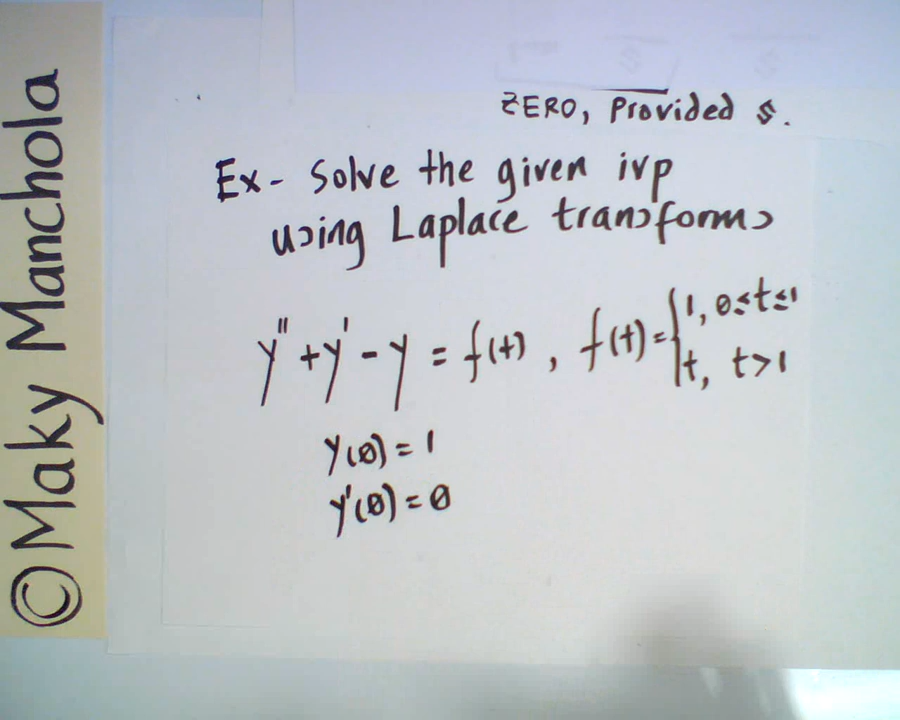 ©Maky Manchola
ZERO, Provided $.
Ex- Solve the given ivp
using Laplace transforms
y'' + y' - y = f(t) , f(t) = { 1, 0≤t≤1
t, t>1
y(0) = 1
y'(0) = 0